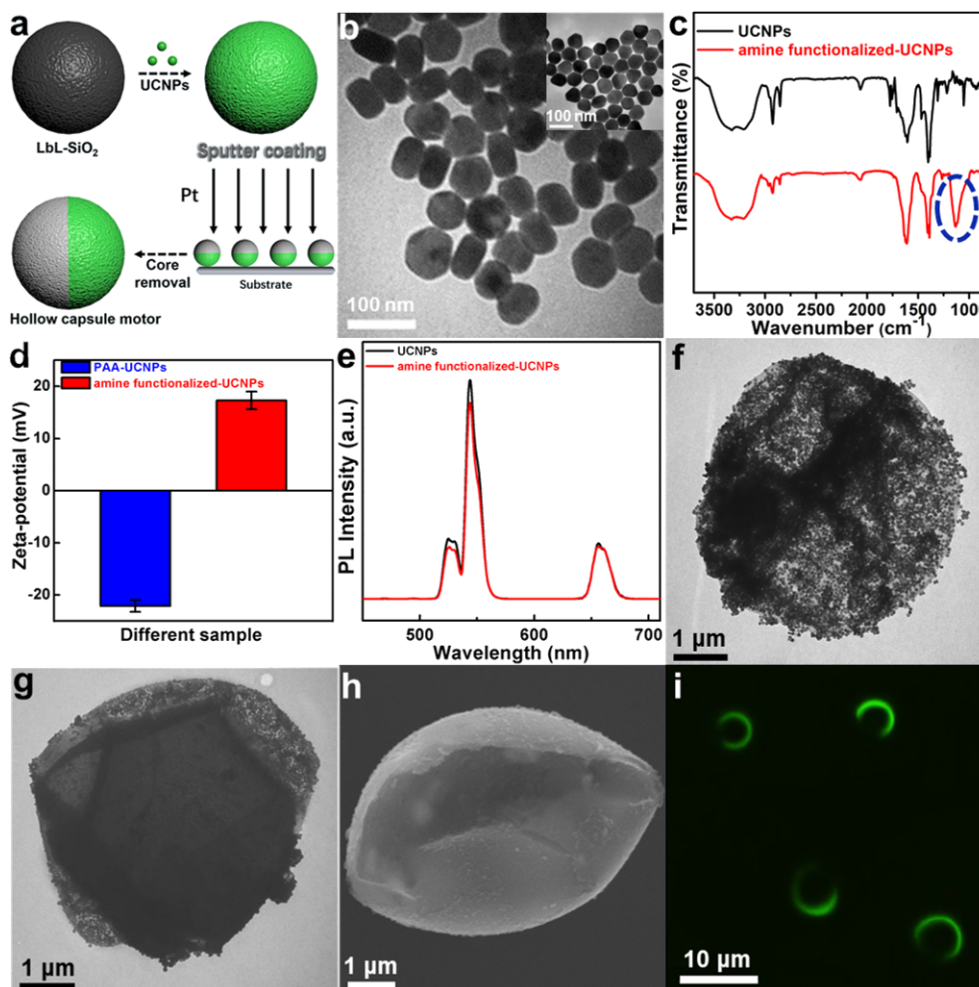 a
UCNPs
LbL-SiO₂
Sputter coating
Pt
Core
removal
Substrate
Hollow capsule motor
b
100 nm
100 nm
c
UCNPs
amine functionalized-UCNPs
Transmittance (%)
3500 3000 2500 2000 1500 1000
Wavenumber (cm⁻¹)
d
PAA-UCNPs
amine functionalized-UCNPs
20
10
0
-10
-20
Zeta-potential (mV)
Different sample
e
UCNPs
amine functionalized-UCNPs
PL Intensity (a.u.)
500 600 700
Wavelength (nm)
f
1 μm
g
1 μm
h
1 μm
i
10 μm